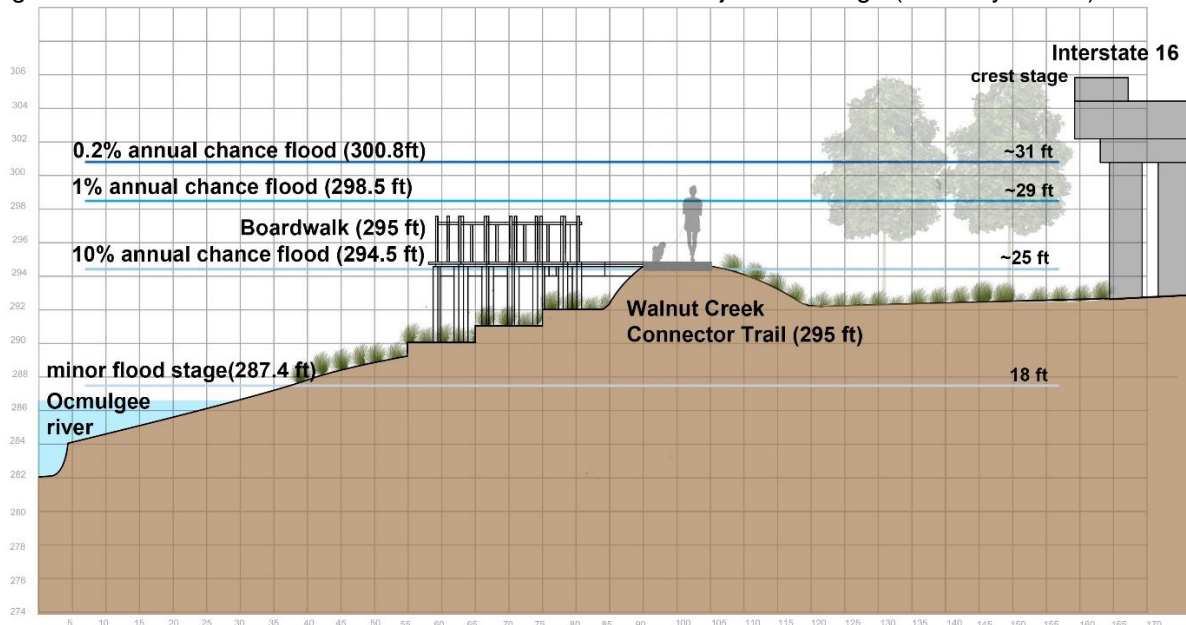 Interstate 16
crest stage
0.2% annual chance flood (300.8ft)
~31 ft
1% annual chance flood (298.5 ft)
~29 ft
Boardwalk (295 ft)
10% annual chance flood (294.5 ft)
~25 ft
Walnut Creek
Connector Trail (295 ft)
minor flood stage(287.4 ft)
18 ft
Ocmulgee
river
306
304
302
300
298
296
294
292
290
288
286
284
282
280
278
276
274
5 10 15 20 25 30 35 40 45 50 55 60 65 70 75 80 85 90 95 100 105 110 115 120 125 130 135 140 145 150 155 160 165 170